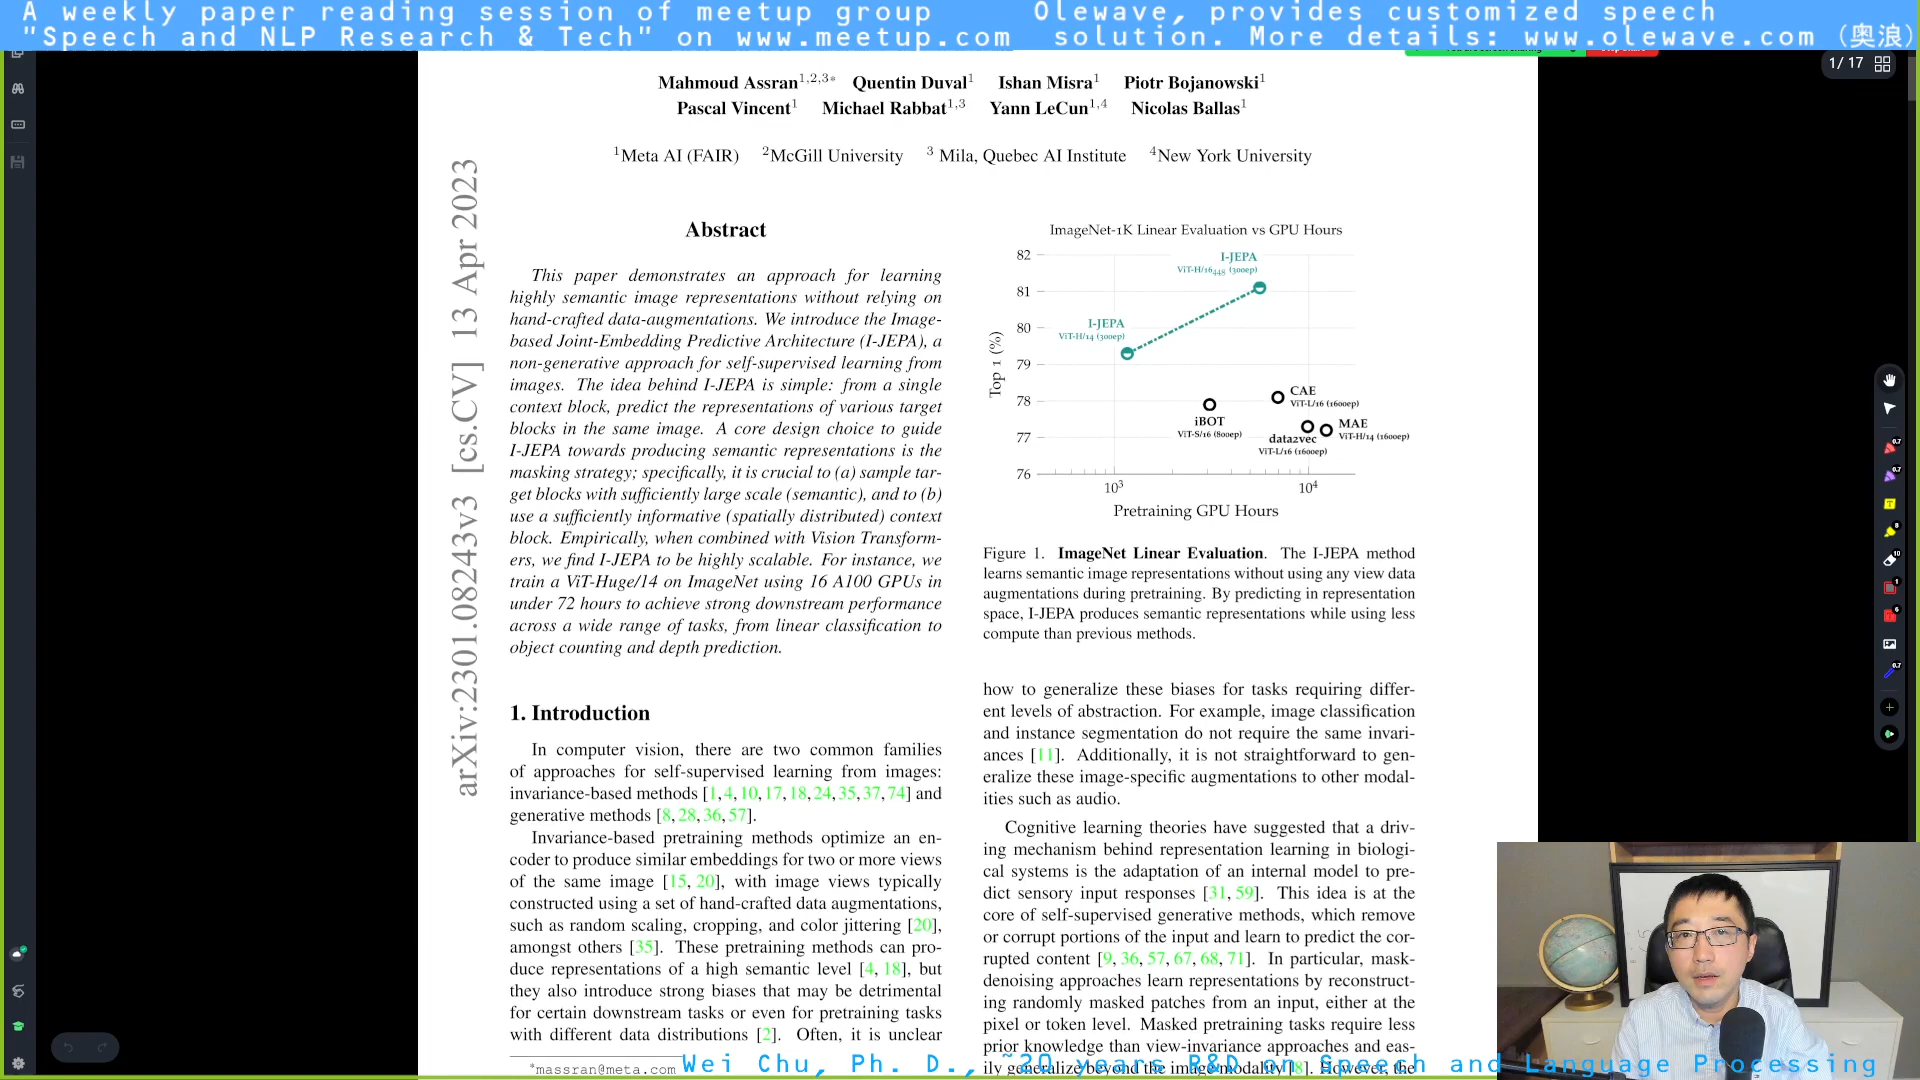 A weekly paper reading session of meetup group
"Speech and NLP Research & Tech" on www.meetup.com
Olewave, provides customized speech
solution. More details: www.olewave.com (奥浪)
1/ 17
Mahmoud Assran1,2,3* Quentin Duval1 Ishan Misra1 Piotr Bojanowski1
Pascal Vincent1 Michael Rabbat1,3 Yann LeCun1,4 Nicolas Ballas1
1Meta AI (FAIR) 2McGill University 3 Mila, Quebec AI Institute 4New York University
arXiv:2301.08243v3 [cs.CV] 13 Apr 2023
Abstract
This paper demonstrates an approach for learning
highly semantic image representations without relying on
hand-crafted data-augmentations. We introduce the Image-
based Joint-Embedding Predictive Architecture (I-JEPA), a
non-generative approach for self-supervised learning from
images. The idea behind I-JEPA is simple: from a single
context block, predict the representations of various target
blocks in the same image. A core design choice to guide
I-JEPA towards producing semantic representations is the
masking strategy; specifically, it is crucial to (a) sample tar-
get blocks with sufficiently large scale (semantic), and to (b)
use a sufficiently informative (spatially distributed) context
block. Empirically, when combined with Vision Transform-
ers, we find I-JEPA to be highly scalable. For instance, we
train a ViT-Huge/14 on ImageNet using 16 A100 GPUs in
under 72 hours to achieve strong downstream performance
across a wide range of tasks, from linear classification to
object counting and depth prediction.
1. Introduction
In computer vision, there are two common families
of approaches for self-supervised learning from images:
invariance-based methods [1,4,10,17,18,24,35,37,74] and
generative methods [8,28,36,57].
Invariance-based pretraining methods optimize an en-
coder to produce similar embeddings for two or more views
of the same image [15, 20], with image views typically
constructed using a set of hand-crafted data augmentations,
such as random scaling, cropping, and color jittering [20],
amongst others [35]. These pretraining methods can pro-
duce representations of a high semantic level [4, 18], but
they also introduce strong biases that may be detrimental
for certain downstream tasks or even for pretraining tasks
with different data distributions [2]. Often, it is unclear
*massran@meta.com
ImageNet-1K Linear Evaluation vs GPU Hours
82
81
80
79
78
77
76
Top 1 (%)
I-JEPA
ViT-H/16448 (300ep)
I-JEPA
ViT-H/14 (300ep)
CAE
ViT-L/16 (1600ep)
iBOT
ViT-S/16 (800ep)
MAE
ViT-H/14 (1600ep)
data2vec
ViT-L/16 (1600ep)
10^3
10^4
Pretraining GPU Hours
Figure 1. ImageNet Linear Evaluation. The I-JEPA method
learns semantic image representations without using any view data
augmentations during pretraining. By predicting in representation
space, I-JEPA produces semantic representations while using less
compute than previous methods.
how to generalize these biases for tasks requiring differ-
ent levels of abstraction. For example, image classification
and instance segmentation do not require the same invari-
ances [11]. Additionally, it is not straightforward to gen-
eralize these image-specific augmentations to other modal-
ities such as audio.
Cognitive learning theories have suggested that a driv-
ing mechanism behind representation learning in biologi-
cal systems is the adaptation of an internal model to pre-
dict sensory input responses [31, 59]. This idea is at the
core of self-supervised generative methods, which remove
or corrupt portions of the input and learn to predict the cor-
rupted content [9, 36, 57, 67, 68, 71]. In particular, mask-
denoising approaches learn representations by reconstruct-
ing randomly masked patches from an input, either at the
pixel or token level. Masked pretraining tasks require less
prior knowledge than view-invariance approaches and eas-
ily generalize beyond the image modality [8]. However, the
Wei Chu, Ph. D., ~20 years R&D on Speech and Language Processing